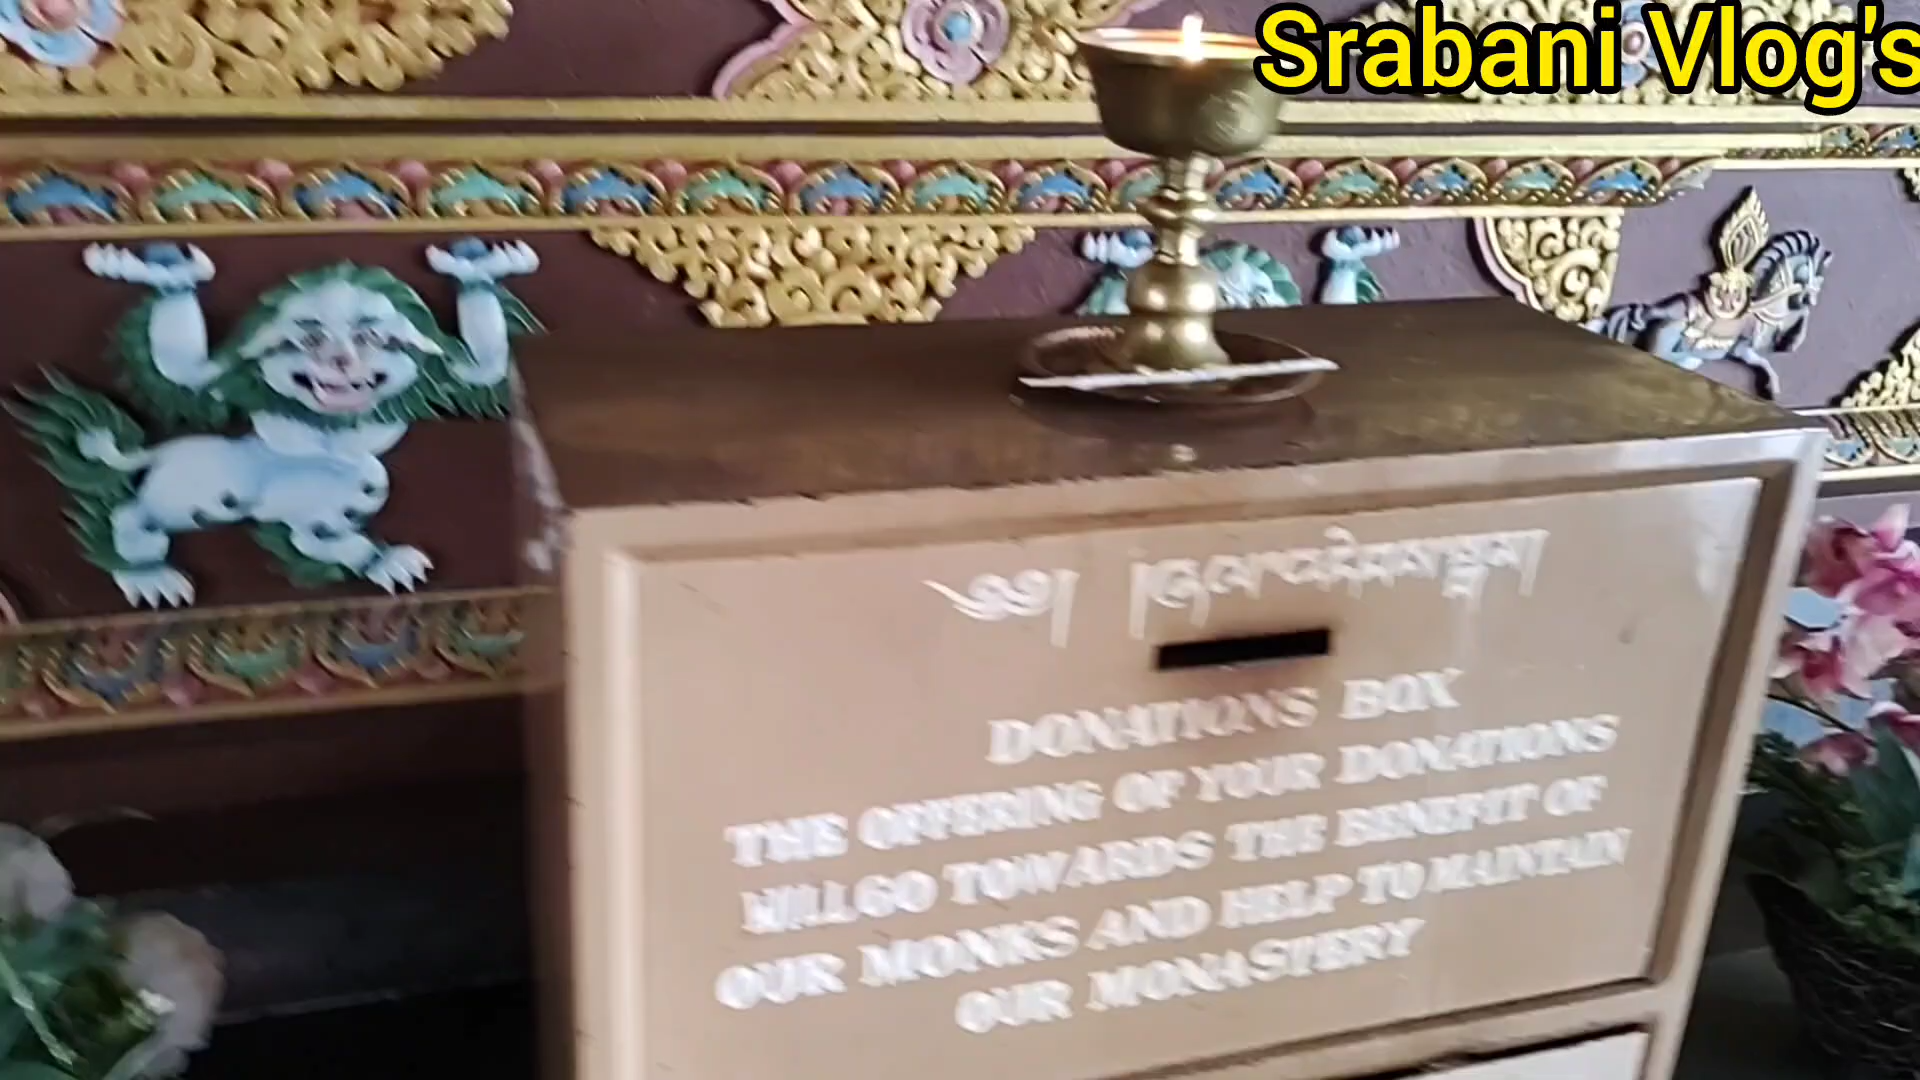 Srabani Vlog's
DONATIONS BOX
THE OFFERING OF YOUR DONATIONS
WILL GO TOWARDS THE BENEFIT OF
OUR MONKS AND HELP TO MAINTAIN
OUR MONASTERY